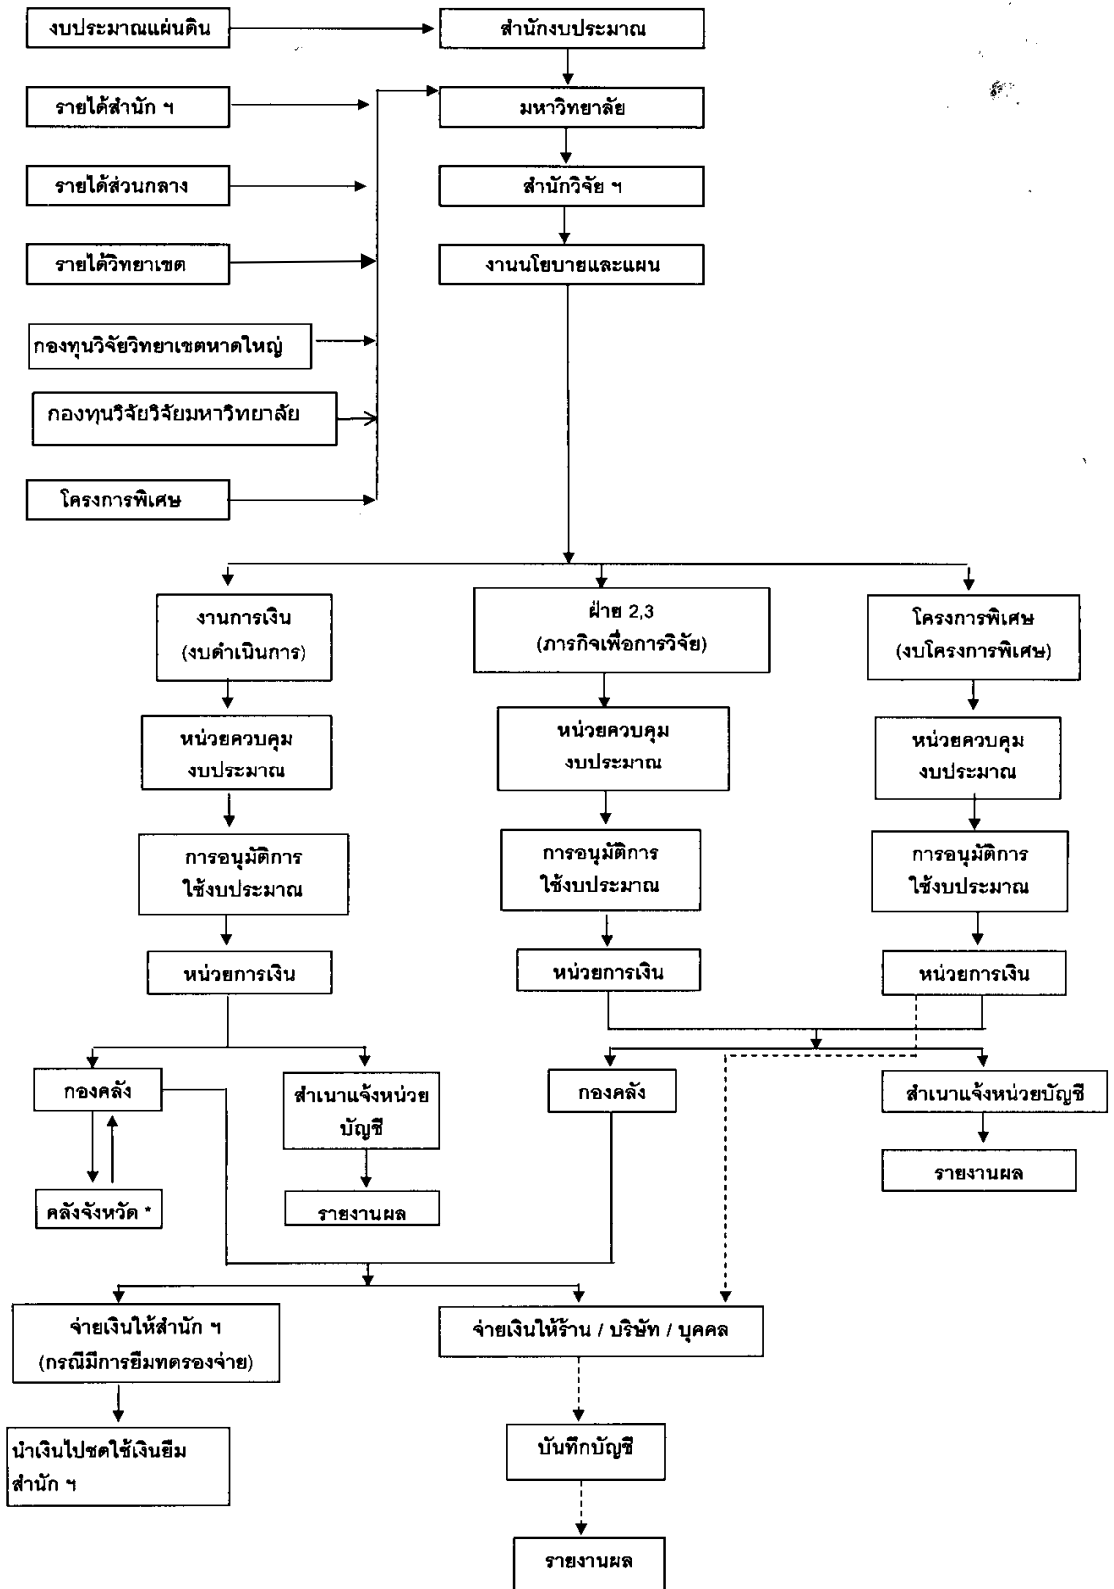 งบประมาณแผ่นดิน
สำนักงบประมาณ
รายได้สำนัก ฯ
มหาวิทยาลัย
รายได้ส่วนกลาง
สำนักวิจัย ฯ
รายได้วิทยาเขต
งานนโยบายและแผน
กองทุนวิจัยวิทยาเขตหาดใหญ่
กองทุนวิจัยวิจัยมหาวิทยาลัย
โครงการพิเศษ
งานการเงิน
(งบดำเนินการ)
ฝ่าย 2,3
(ภารกิจเพื่อการวิจัย)
โครงการพิเศษ
(งบโครงการพิเศษ)
หน่วยควบคุม
งบประมาณ
หน่วยควบคุม
งบประมาณ
หน่วยควบคุม
งบประมาณ
การอนุมัติการ
ใช้งบประมาณ
การอนุมัติการ
ใช้งบประมาณ
การอนุมัติการ
ใช้งบประมาณ
หน่วยการเงิน
หน่วยการเงิน
หน่วยการเงิน
กองคลัง
สำเนาแจ้งหน่วย
บัญชี
กองคลัง
สำเนาแจ้งหน่วยบัญชี
คลังจังหวัด *
รายงานผล
รายงานผล
จ่ายเงินให้สำนัก ฯ
(กรณีมีการยืมทดรองจ่าย)
จ่ายเงินให้ร้าน / บริษัท / บุคคล
นำเงินไปชดใช้เงินยืม
สำนัก ฯ
บันทึกบัญชี
รายงานผล